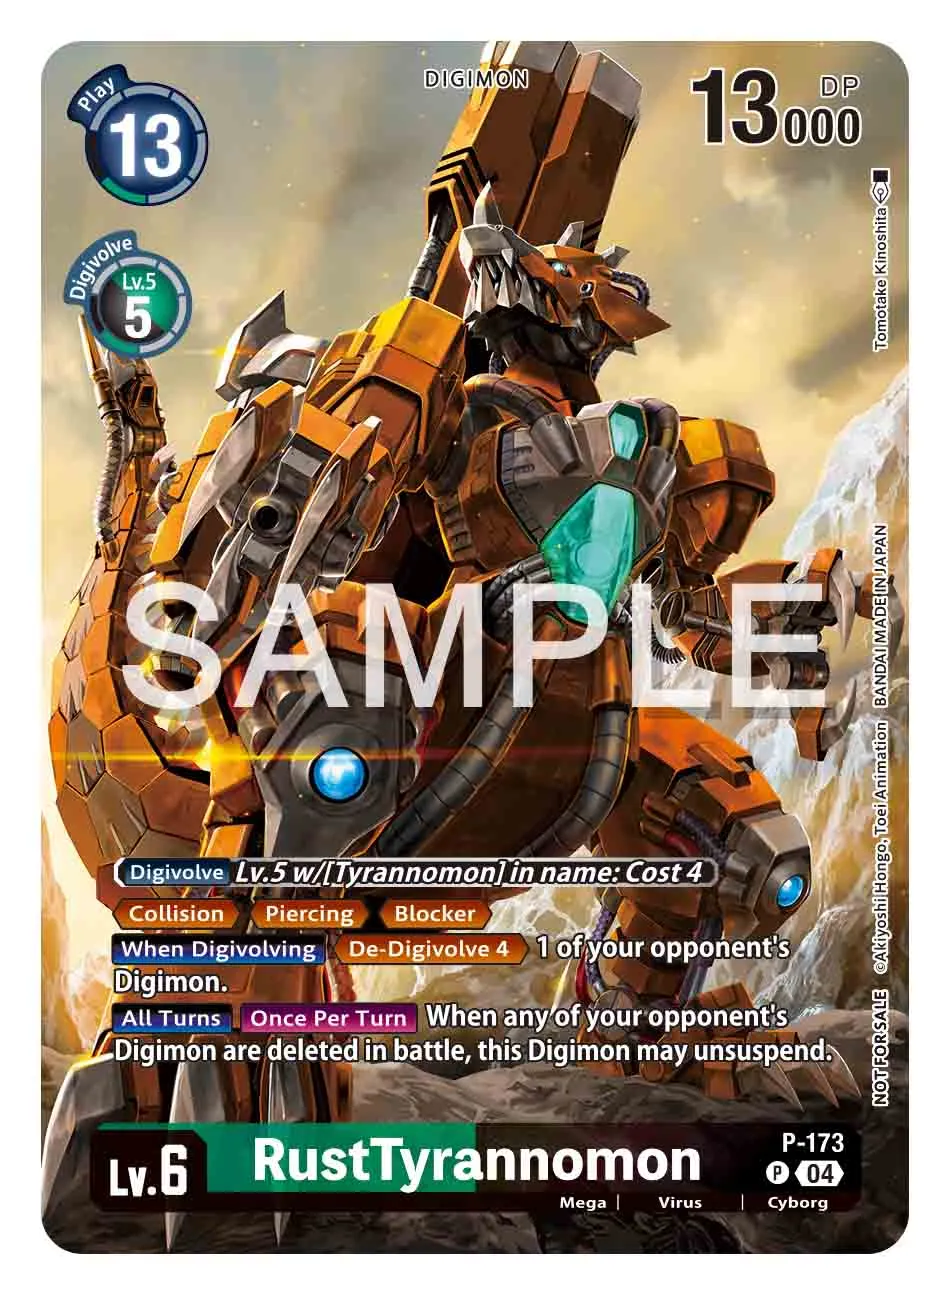 DIGIMON
Play
13
13000
DP
Digivolve
Lv.5
5
Tomotake Kinoshita
SAMPLE
BANDAI MADE IN JAPAN
©Akiyoshi Hongo, Toei Animation
NOT FOR SALE
Digivolve Lv.5 w/[Tyrannomon] in name: Cost 4
Collision Piercing Blocker
When Digivolving De-Digivolve 4 1 of your opponent's
Digimon.
All Turns Once Per Turn When any of your opponent's
Digimon are deleted in battle, this Digimon may unsuspend.
Lv.6
RustTyrannomon
P-173
P 04
Mega | Virus | Cyborg